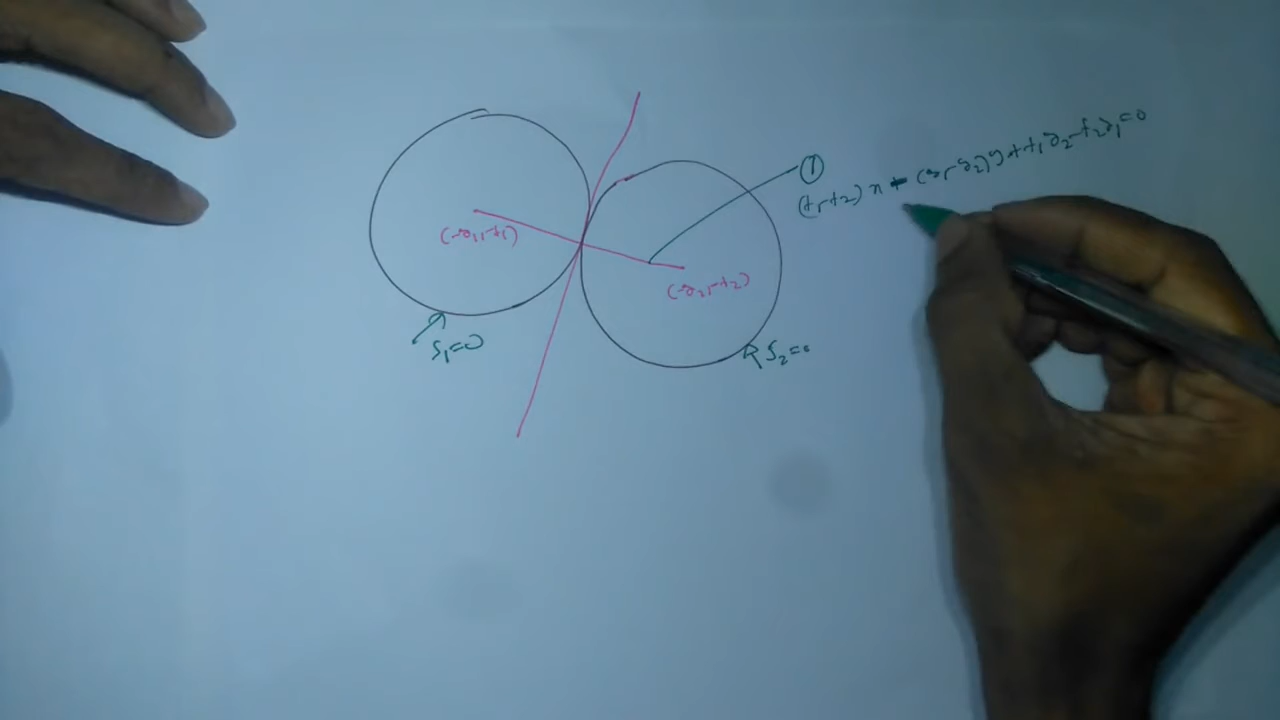 ①
(f₁-f₂)x - (g₁-g₂)y + f₁g₂-f₂g₁=0
(-g₁,-f₁)
(-g₂,-f₂)
S₁=0
S₂=0